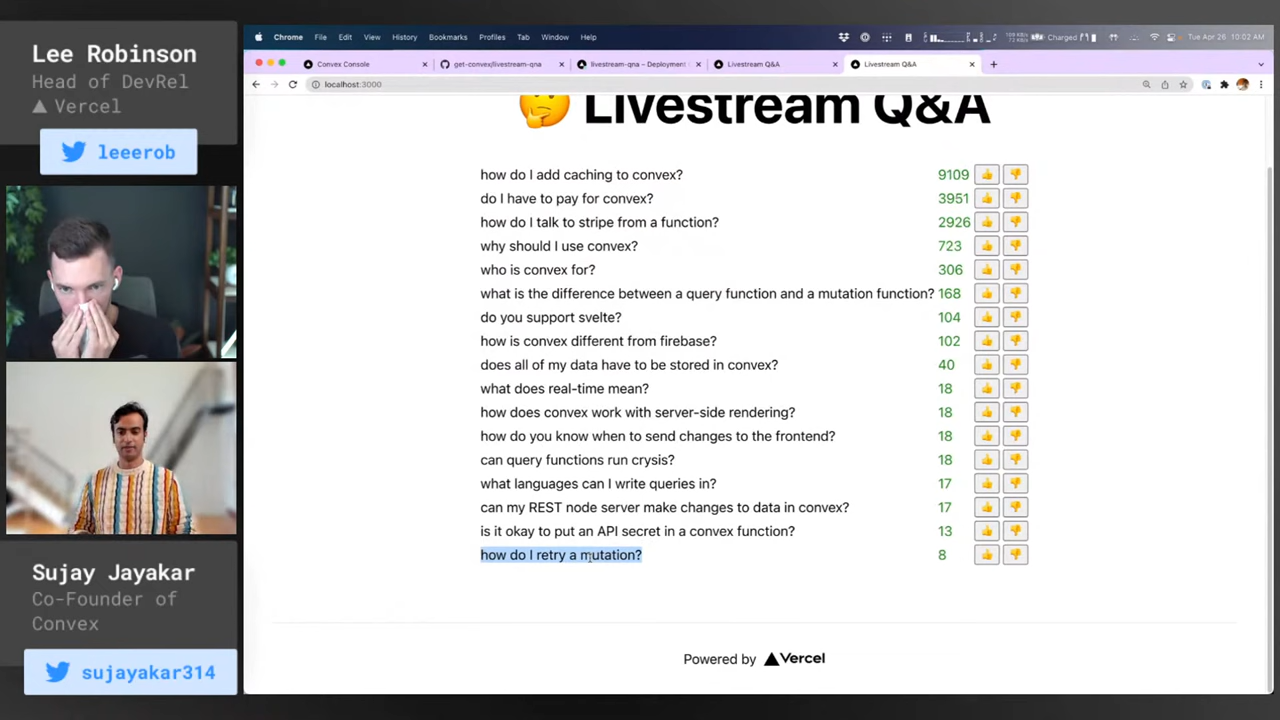 Lee Robinson
Head of DevRel
▲ Vercel
leeerob
Sujay Jayakar
Co-Founder of
Convex
sujayakar314
Chrome File Edit View History Bookmarks Profiles Tab Window Help
Charged
Tue Apr 26 10:02 AM
Convex Console
get-convex/livestream-qna
livestream-qna – Deployment
Livestream Q&A
Livestream Q&A
localhost:3000
Livestream Q&A
how do I add caching to convex? 9109
do I have to pay for convex? 3951
how do I talk to stripe from a function? 2926
why should I use convex? 723
who is convex for? 306
what is the difference between a query function and a mutation function? 168
do you support svelte? 104
how is convex different from firebase? 102
does all of my data have to be stored in convex? 40
what does real-time mean? 18
how does convex work with server-side rendering? 18
how do you know when to send changes to the frontend? 18
can query functions run crysis? 18
what languages can I write queries in? 17
can my REST node server make changes to data in convex? 17
is it okay to put an API secret in a convex function? 13
how do I retry a mutation? 8
Powered by ▲Vercel